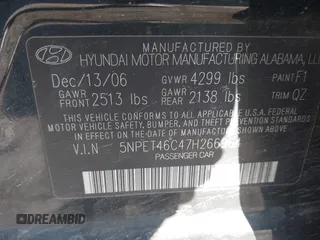 MANUFACTURED BY
HYUNDAI MOTOR MANUFACTURING ALABAMA, LLC
Dec/13/06 GVWR 4299 lbs PAINT F1
GAWR FRONT 2513 lbs GAWR REAR 2138 lbs TRIM QZ
THIS VEHICLE CONFORMS TO ALL APPLICABLE U.S.A FEDERAL
MOTOR VEHICLE SAFETY BUMPER, AND THEFT PREVENTION
STANDARDS IN EFFECT ON THE DATE OF MANUFACTURE
SHOWN ABOVE.
V.I.N
PASSENGER CAR
DREAMBID